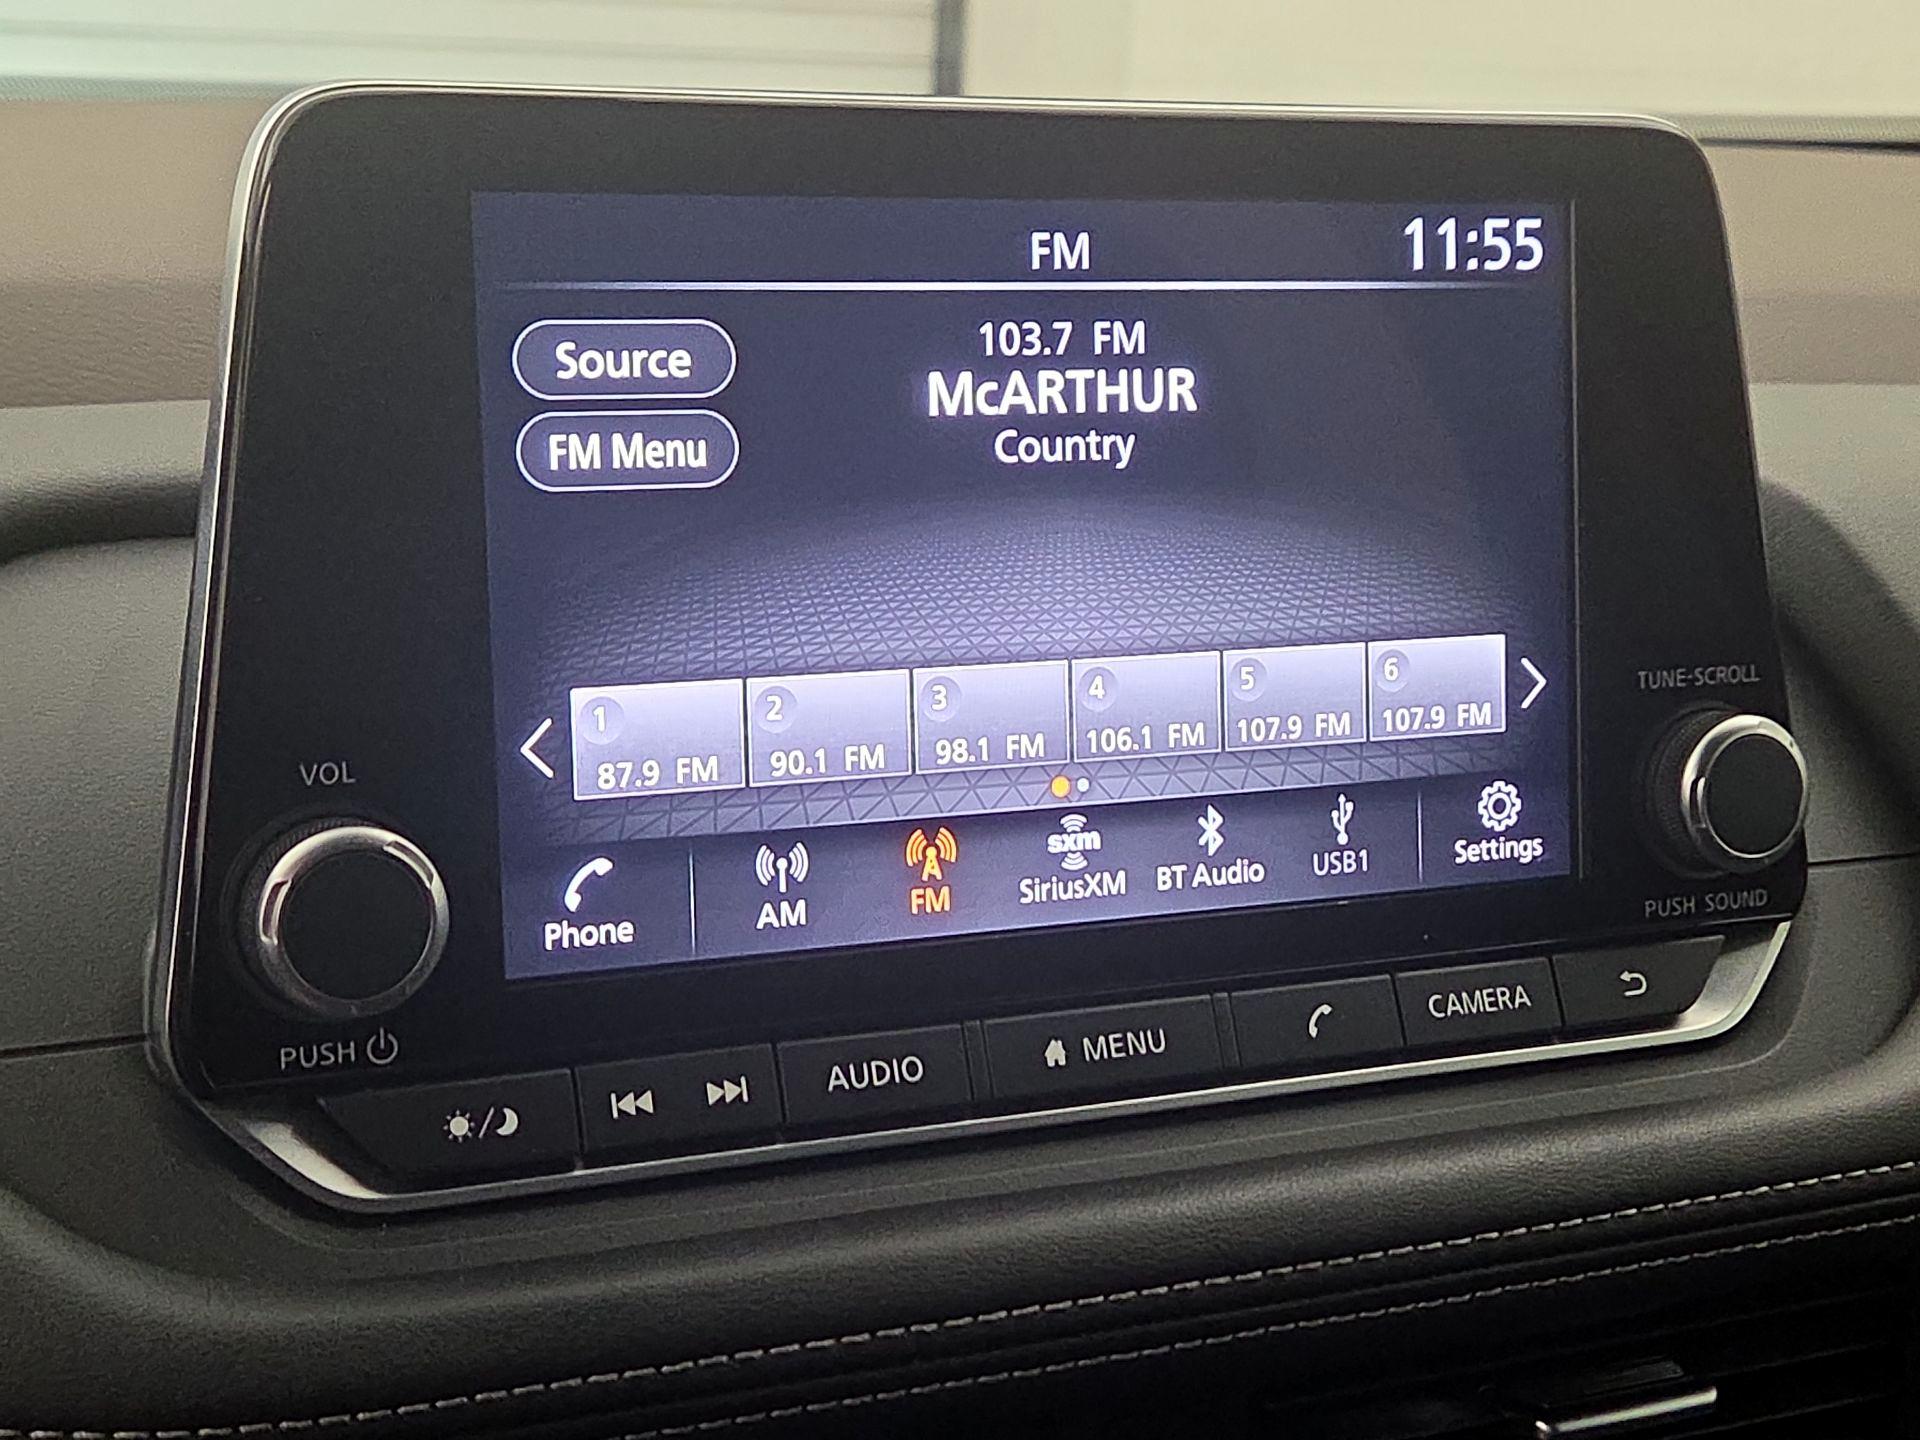 FM 11:55
Source
FM Menu
103.7 FM
McARTHUR
Country
1 2 3 4 5 6
87.9 FM 90.1 FM 98.1 FM 106.1 FM 107.9 FM 107.9 FM
Phone AM FM sxm SiriusXM BT Audio USB1 Settings
VOL
PUSH
TUNE-SCROLL
PUSH SOUND
AUDIO MENU CAMERA